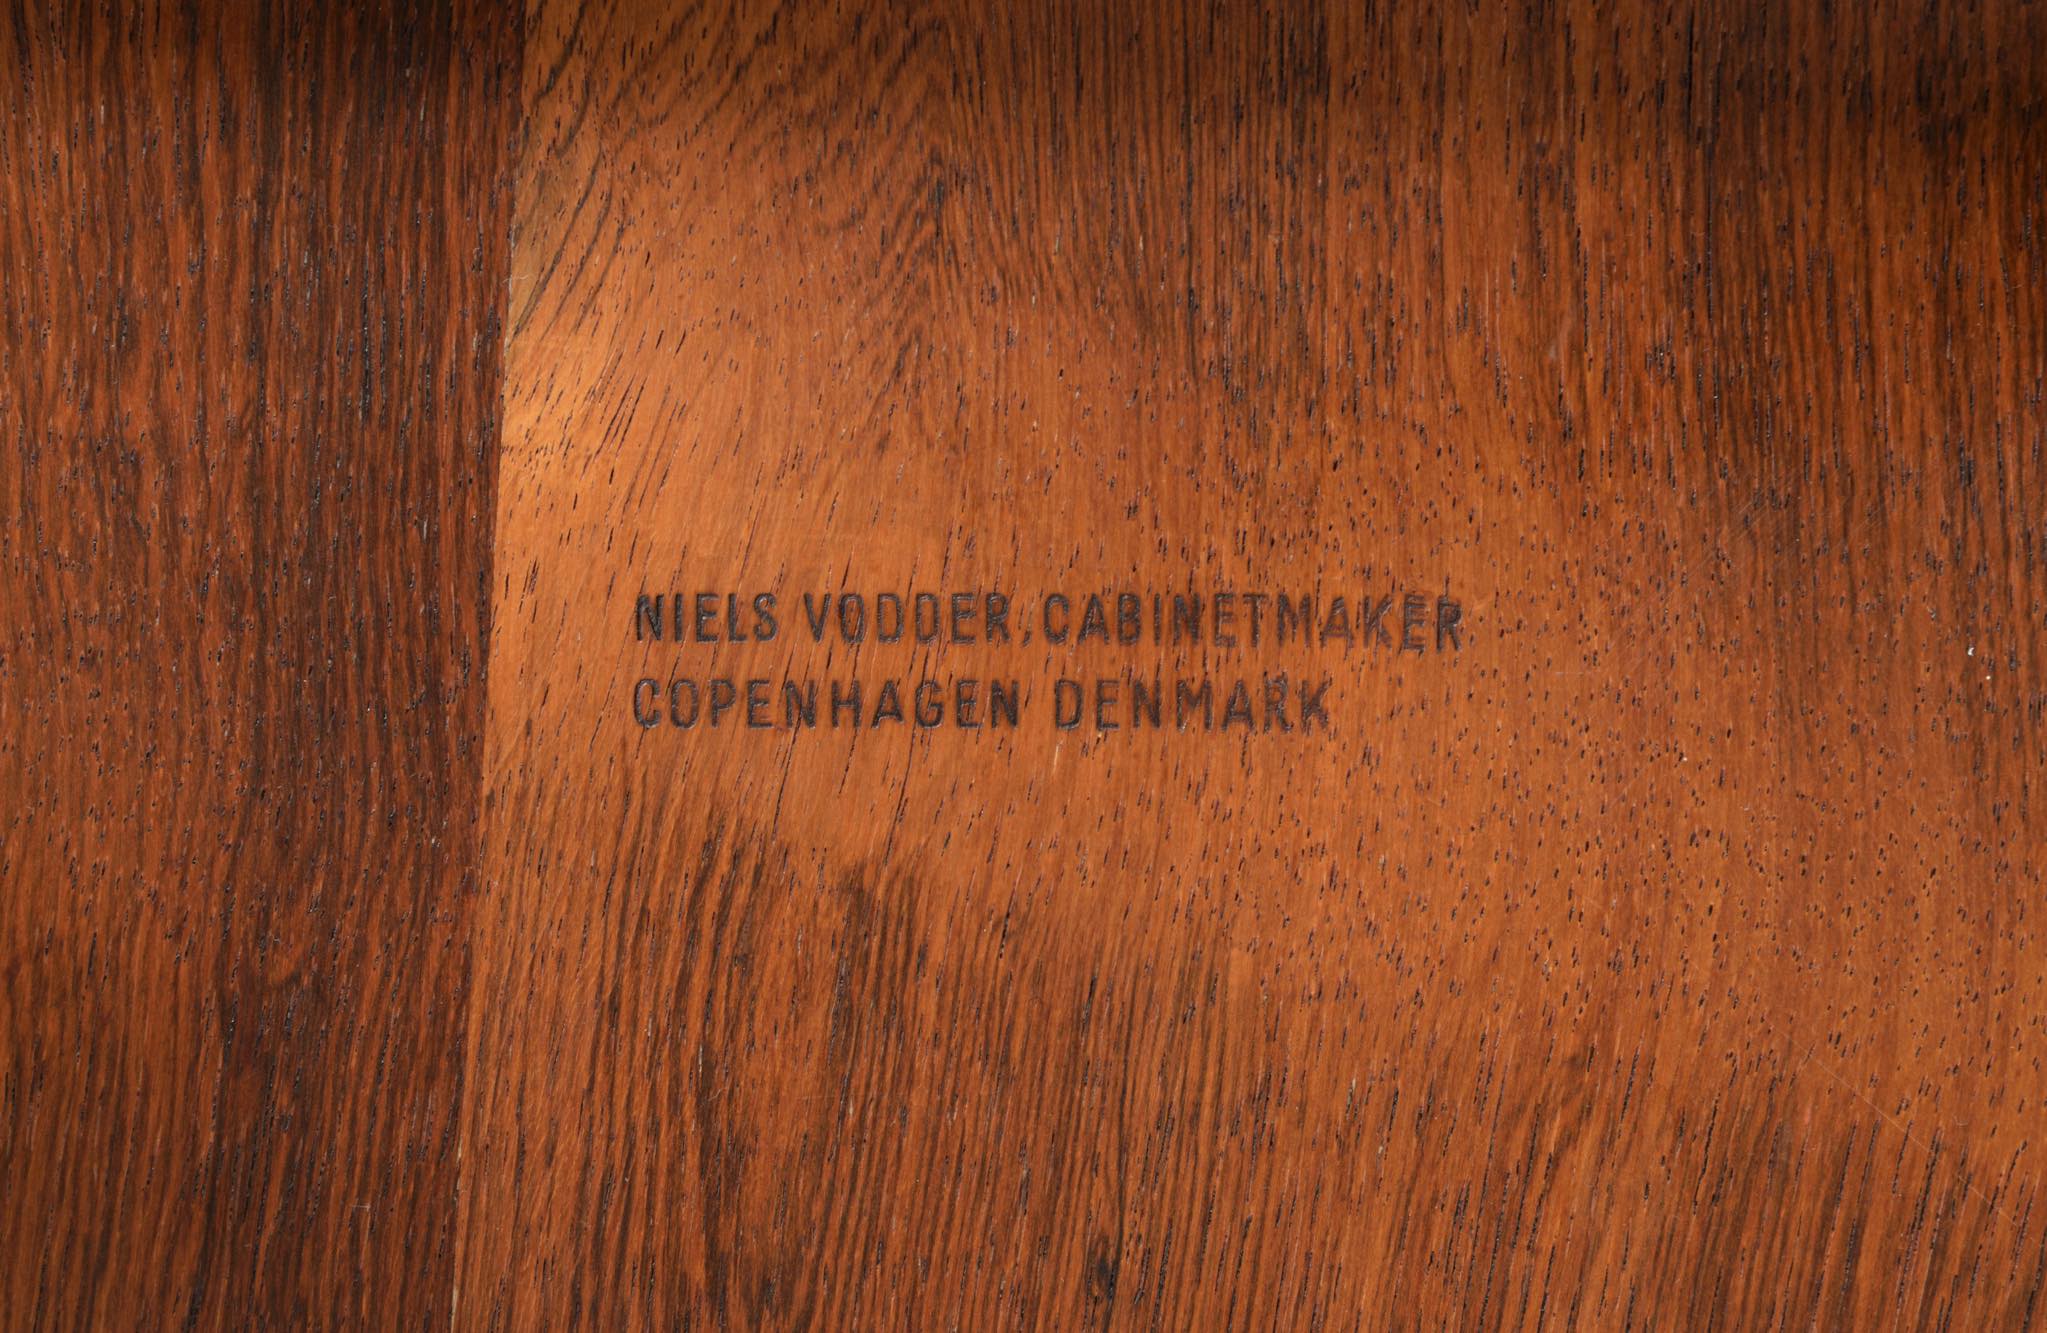 NIELS VODDER, CABINETMAKER
COPENHAGEN DENMARK